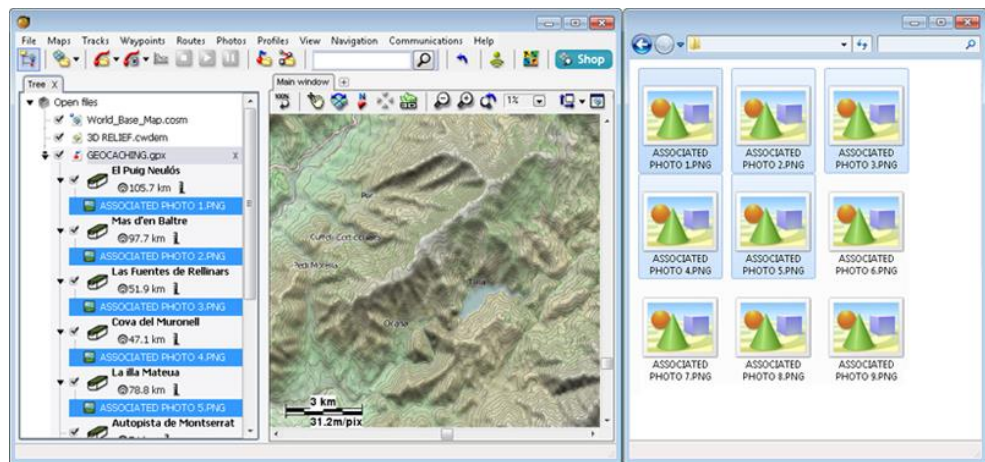 File Maps Tracks Waypoints Routes Photos Profiles View Navigation Communications Help
Shop
Tree X
Open files
World_Base_Map.cosm
3D RELIEF.cwdem
GEOCACHING.gpx x
El Puig Neulós
105.7 km
ASSOCIATED PHOTO 1.PNG
Mas d'en Baltre
97.7 km
ASSOCIATED PHOTO 2.PNG
Las Fuentes de Rellinars
51.9 km
ASSOCIATED PHOTO 3.PNG
Cova del Muronell
47.1 km
ASSOCIATED PHOTO 4.PNG
La illa Mateua
78.8 km
ASSOCIATED PHOTO 5.PNG
Autopista de Montserrat
Main window
100%
1%
3 km
31.2m/pix
ASSOCIATED PHOTO 1.PNG
ASSOCIATED PHOTO 2.PNG
ASSOCIATED PHOTO 3.PNG
ASSOCIATED PHOTO 4.PNG
ASSOCIATED PHOTO 5.PNG
ASSOCIATED PHOTO 6.PNG
ASSOCIATED PHOTO 7.PNG
ASSOCIATED PHOTO 8.PNG
ASSOCIATED PHOTO 9.PNG